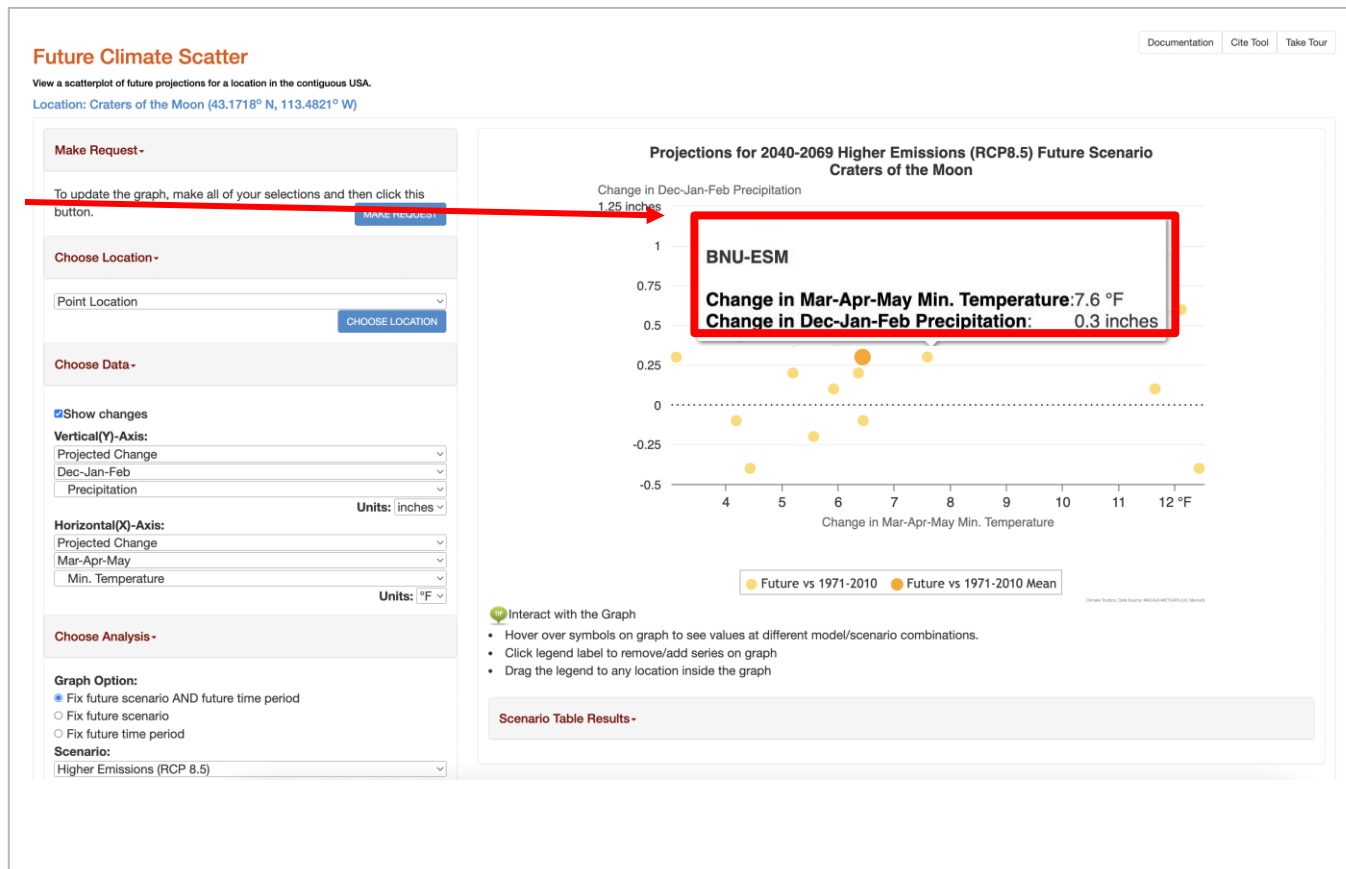 Documentation
Cite Tool
Take Tour
Future Climate Scatter
View a scatterplot of future projections for a location in the contiguous USA.
Location: Craters of the Moon (43.1718º N, 113.4821º W)
Make Request
To update the graph, make all of your selections and then click this
button.
MAKE REQUEST
Choose Location
Point Location
CHOOSE LOCATION
Choose Data
Show changes
Vertical(Y)-Axis:
Projected Change
Dec-Jan-Feb
Precipitation
Units: inches
Horizontal(X)-Axis:
Projected Change
Mar-Apr-May
Min. Temperature
Units: °F
Choose Analysis
Graph Option:
Fix future scenario AND future time period
Fix future scenario
Fix future time period
Scenario:
Higher Emissions (RCP 8.5)
Projections for 2040-2069 Higher Emissions (RCP8.5) Future Scenario
Craters of the Moon
Change in Dec-Jan-Feb Precipitation
1.25 inches
1
0.75
0.5
0.25
0
-0.25
-0.5
BNU-ESM
Change in Mar-Apr-May Min. Temperature:7.6 °F
Change in Dec-Jan-Feb Precipitation: 0.3 inches
4 5 6 7 8 9 10 11 12 °F
Change in Mar-Apr-May Min. Temperature
Future vs 1971-2010 Future vs 1971-2010 Mean
Climate Toolbox, Data Source: MACAv2-METDATA (UC Merced)
TIP Interact with the Graph
• Hover over symbols on graph to see values at different model/scenario combinations.
• Click legend label to remove/add series on graph
• Drag the legend to any location inside the graph
Scenario Table Results